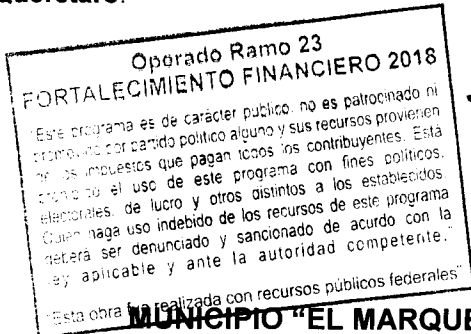 querétaro.
Operado Ramo 23
FORTALECIMIENTO FINANCIERO 2018
"Este programa es de carácter público, no es patrocinado ni
promovido por partido político alguno y sus recursos provienen
de los impuestos que pagan todos los contribuyentes. Está
prohibido el uso de este programa con fines políticos,
electorales, de lucro y otros distintos a los establecidos.
Quien haga uso indebido de los recursos de este programa
deberá ser denunciado y sancionado de acuerdo con la
ley aplicable y ante la autoridad competente."
"Esta obra fue realizada con recursos públicos federales"
MUNICIPIO "EL MARQUE